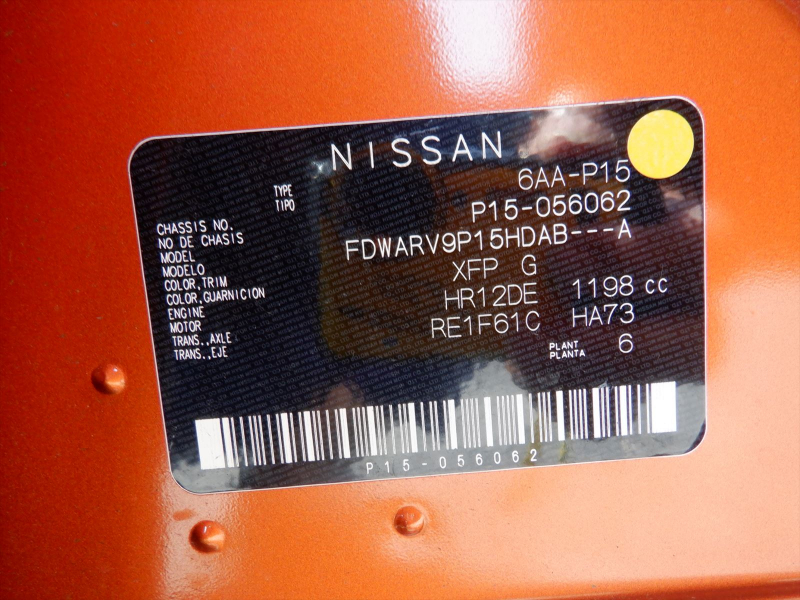 NISSAN
TYPE 6AA-P15
TIPO
CHASSIS NO. P15-056062
NO DE CHASIS
MODEL FDWARV9P15HDAB---A
MODELO
COLOR,TRIM XFP G
COLOR,GUARNICION
ENGINE HR12DE 1198 cc
MOTOR
TRANS.,AXLE RE1F61C HA73
TRANS.,EJE
PLANT 6
PLANTA
P15-056062